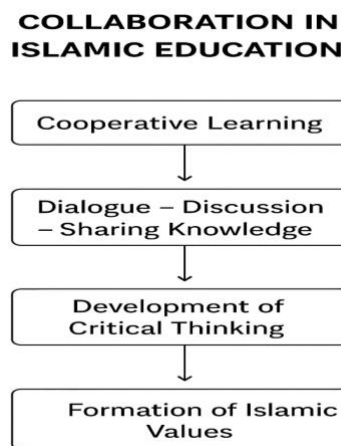 COLLABORATION IN
ISLAMIC EDUCATION
Cooperative Learning
Dialogue – Discussion
– Sharing Knowledge
Development of
Critical Thinking
Formation of Islamic
Values